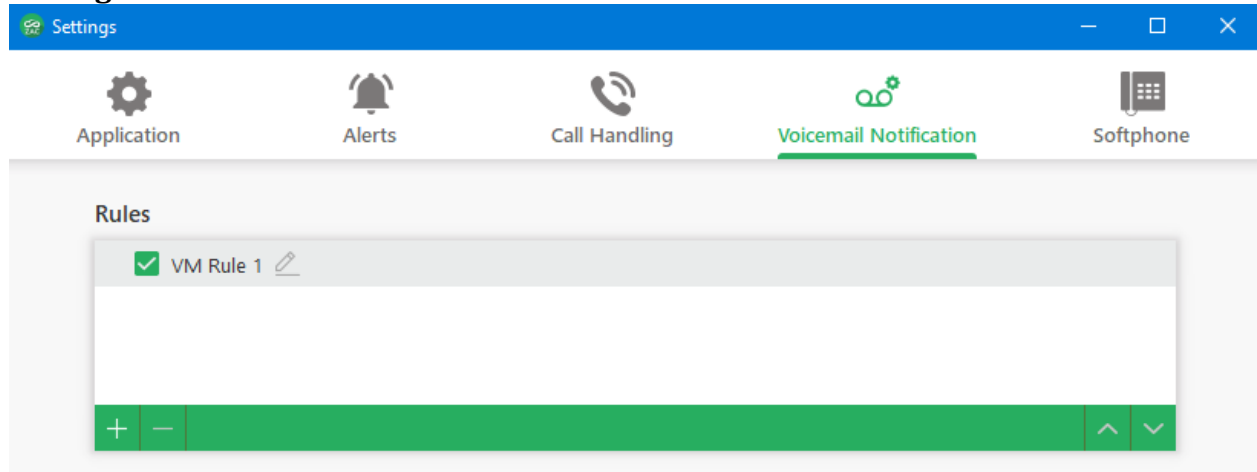 Settings
Application
Alerts
Call Handling
Voicemail Notification
Softphone
Rules
VM Rule 1